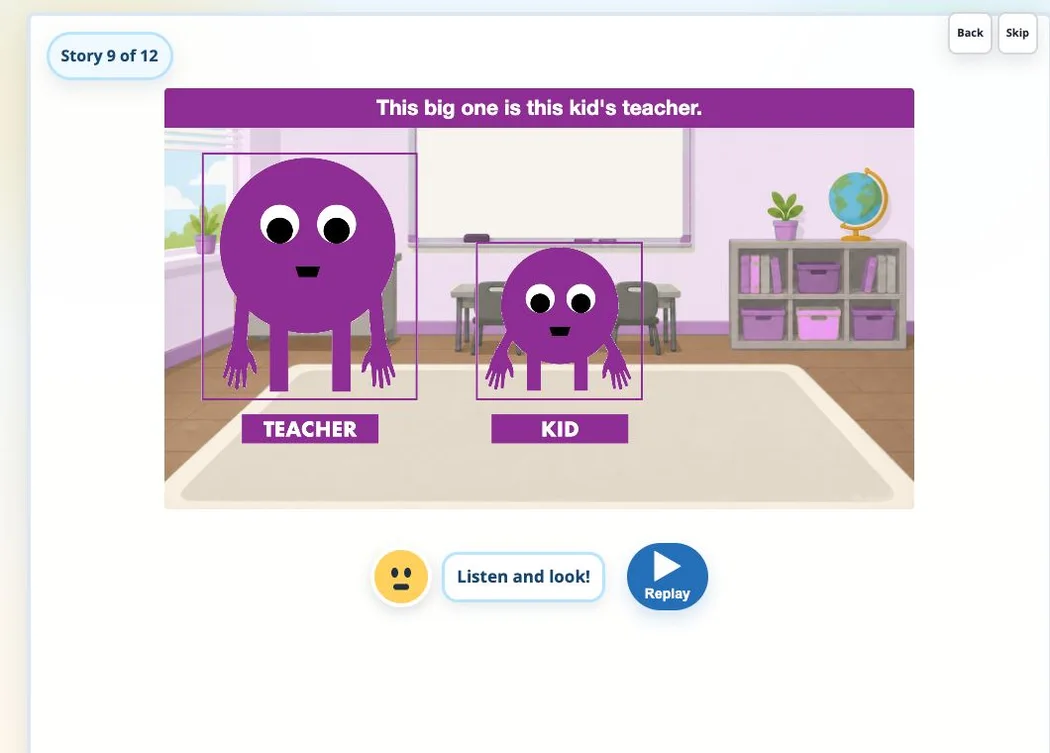 Back
Skip
Story 9 of 12
This big one is this kid's teacher.
TEACHER
KID
Listen and look!
Replay